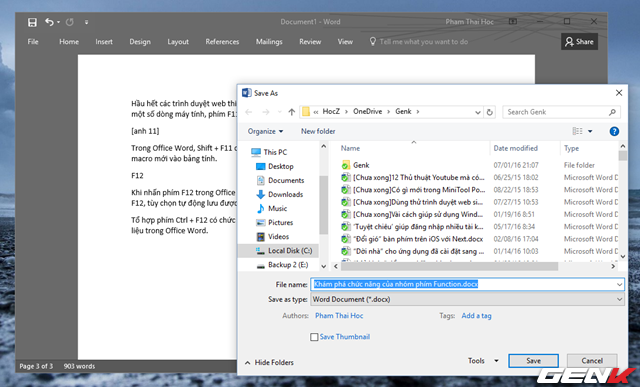 Document1 - Word
Pham Thai Hoc
File Home Insert Design Layout References Mailings Review View Tell me what you want to do Share
Hầu hết các trình duyệt web thi
một số dòng máy tính, phím F1
[anh 11]
Trong Office Word, Shift + F11 c
macro mới vào bảng tính.
F12
Khi nhấn phím F12 trong Office
F12, tùy chọn tự động lưu được
Tổ hợp phím Ctrl + F12 có chức
liệu trong Office Word.
Page 3 of 3 903 words
Save As
« HocZ › OneDrive › Genk ›
Search Genk
Organize New folder
This PC
Desktop
Documents
Downloads
Music
Pictures
Videos
Local Disk (C:)
Backup 2 (E:)
Name Date modified Type
Genk 07/01/16 21:07 File folder
[Chưa xong]12 Thủ thuật Youtube mà có 06/25/15 18:02 Microsoft Word D
[Chưa xong]Có gì mới trong MiniTool Po... 08/22/15 18:53 Microsoft Word D
[Chưa xong]Dùng thử trình duyệt web si... 07/28/15 10:53 Microsoft Word D
[Chưa xong]Vài cách giúp sử dụng Wind... 01/19/16 8:51 Microsoft Word D
'Tuyệt chiêu' giúp đăng nhập nhiều tài k... Microsoft Word D
"Đổi gió" bàn phím trên iOS với Next.docx 02/08/16 17:04 Microsoft Word D
"Dời nhà" cho ứng dụng đã cài đặt sang ... 01/14/16 10:03 Microsoft Word D
File name: Khám phá chức năng của nhóm phím Function.docx
Save as type: Word Document (*.docx)
Authors: Pham Thai Hoc Tags: Add a tag
Save Thumbnail
Hide Folders Tools Save Cancel
GENK